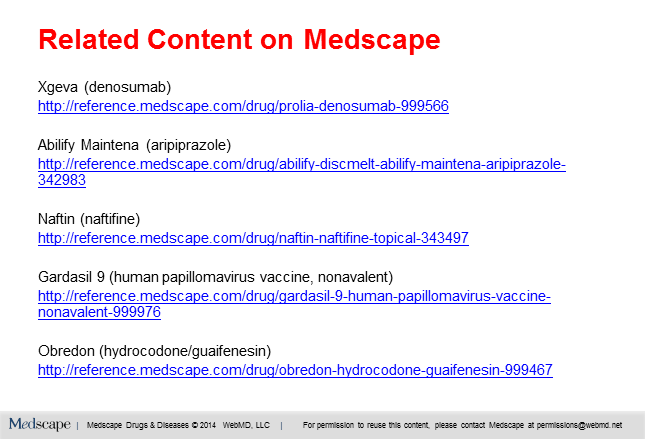 Related Content on Medscape
Xgeva (denosumab)
http://reference.medscape.com/drug/prolia-denosumab-999566
Abilify Maintena (aripiprazole)
http://reference.medscape.com/drug/abilify-discmelt-abilify-maintena-aripiprazole-
342983
Naftin (naftifine)
http://reference.medscape.com/drug/naftin-naftifine-topical-343497
Gardasil 9 (human papillomavirus vaccine, nonavalent)
http://reference.medscape.com/drug/gardasil-9-human-papillomavirus-vaccine-
nonavalent-999976
Obredon (hydrocodone/guaifenesin)
http://reference.medscape.com/drug/obredon-hydrocodone-guaifenesin-999467
Medscape | Medscape Drugs & Diseases © 2014 WebMD, LLC | For permission to reuse this content, please contact Medscape at permissions@webmd.net